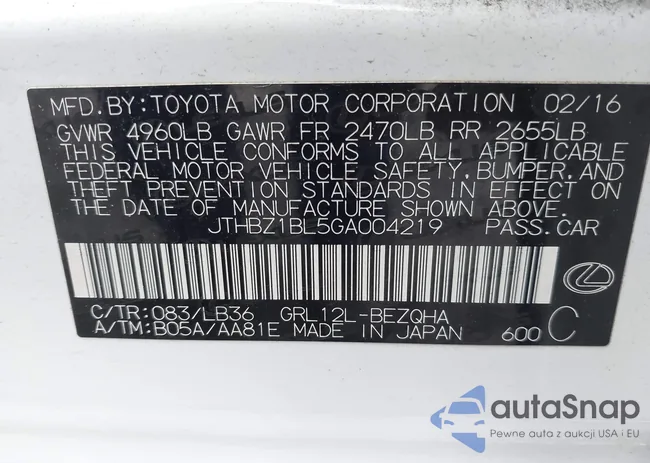 MFD.BY:TOYOTA MOTOR CORPORATION 02/16
GVWR 4960LB GAWR FR 2470LB RR 2655LB
THIS VEHICLE CONFORMS TO ALL APPLICABLE
FEDERAL MOTOR VEHICLE SAFETY,BUMPER,AND
THEFT PREVENTION STANDARDS IN EFFECT ON
THE DATE OF MANUFACTURE SHOWN ABOVE.
JTHBZ1BL5GA004219 PASS.CAR
C/TR:083/LB36 GRL12L-BEZQHA
A/TM:B05A/AA81E MADE IN JAPAN 600 C
autaSnap
Pewne auta z aukcji USA i EU